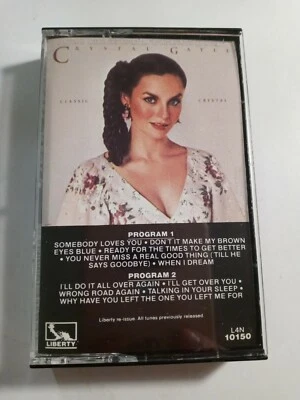 CRYSTAL GAYLE
CLASSIC CRYSTAL
PROGRAM 1
SOMEBODY LOVES YOU • DON'T IT MAKE MY BROWN
EYES BLUE • READY FOR THE TIMES TO GET BETTER
• YOU NEVER MISS A REAL GOOD THING (TILL HE
SAYS GOODBYE) • WHEN I DREAM
PROGRAM 2
I'LL DO IT ALL OVER AGAIN • I'LL GET OVER YOU •
WRONG ROAD AGAIN • TALKING IN YOUR SLEEP •
WHY HAVE YOU LEFT THE ONE YOU LEFT ME FOR
Liberty re-issue. All tunes previously released
LIBERTY
L4N
10150